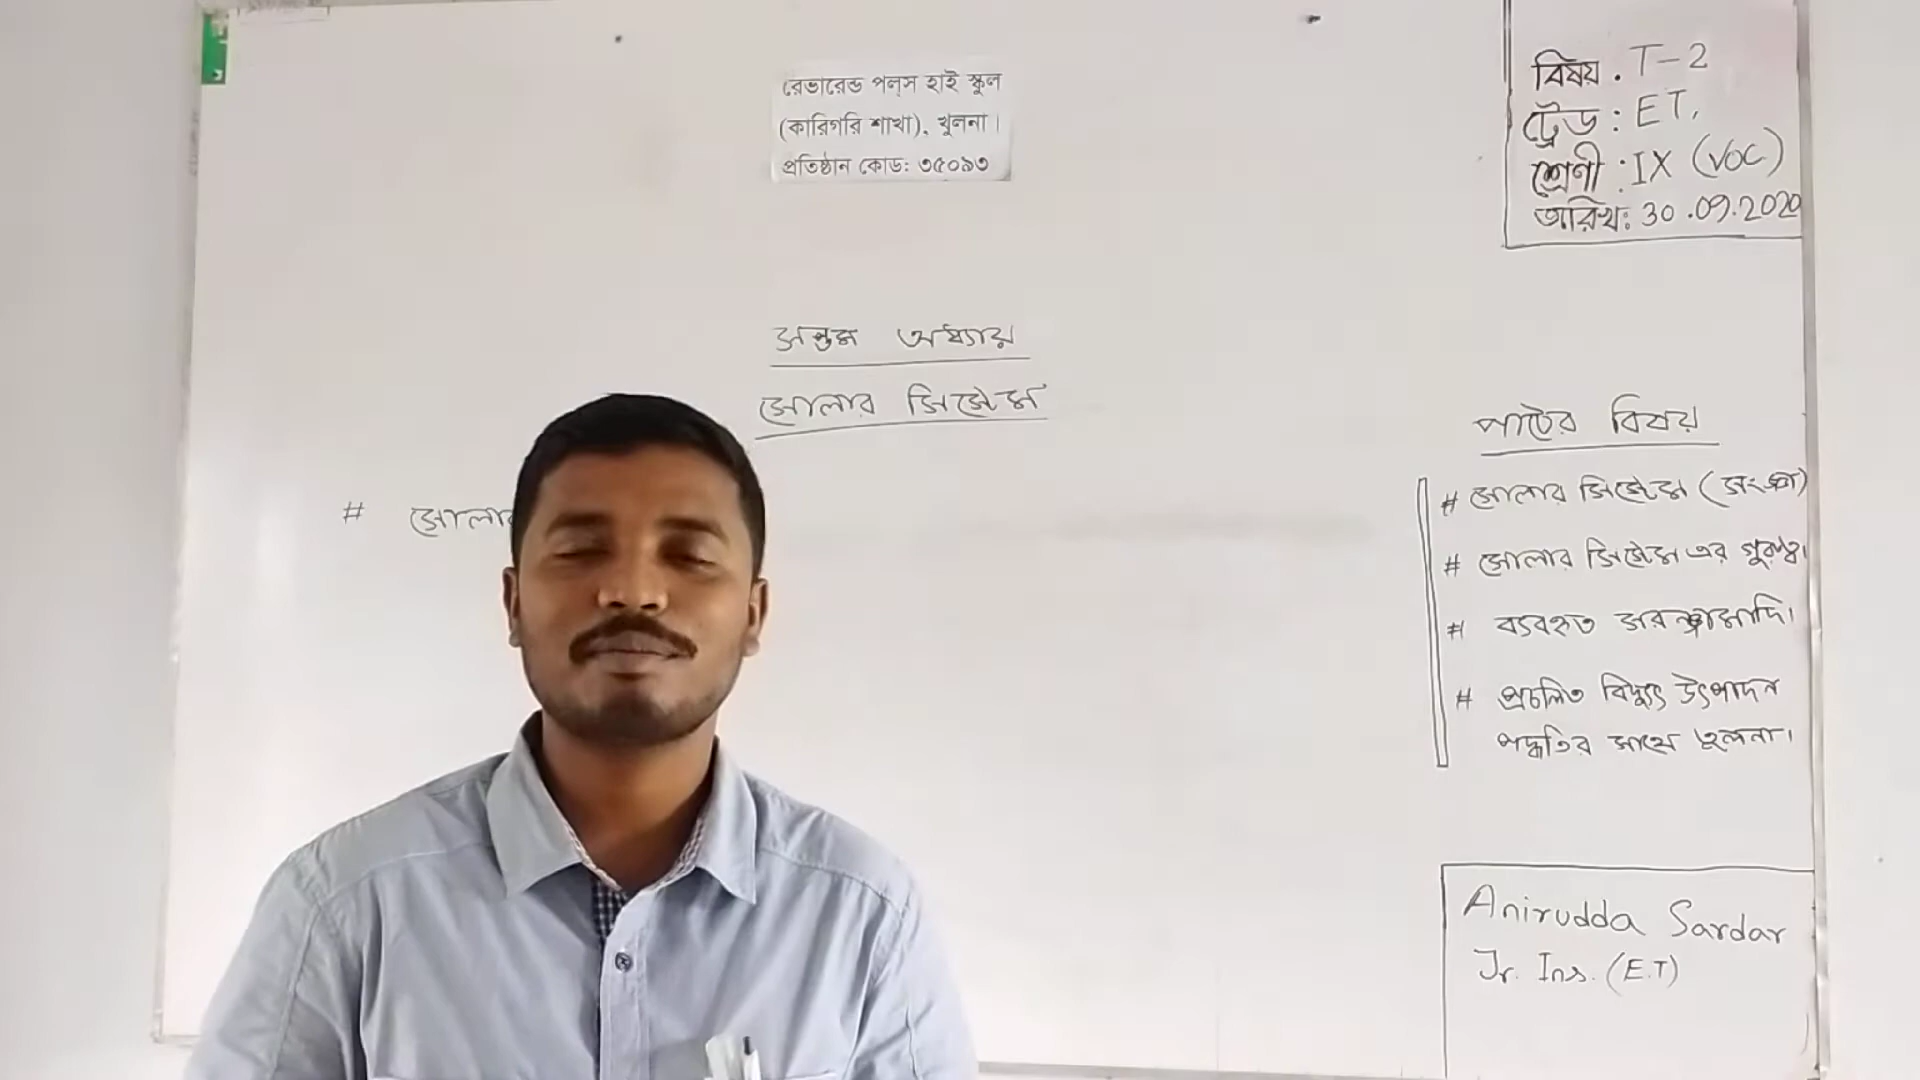 রেভারেন্ড পল্‌স হাই স্কুল
(কারিগরি শাখা), খুলনা।
প্রতিষ্ঠান কোড: ৩৫০৯৩
বিষয় . T-2
ট্রেড : ET,
শ্রেণী : IX (VOC)
তারিখ: 30.09.2020
সপ্তম অধ্যায়
সোলার সিস্টেম
# সোলার
পাঠের বিষয়
# সোলার সিস্টেম (সংজ্ঞা)
# সোলার সিস্টেম এর গুরুত্ব।
# ব্যবহৃত সরঞ্জামাদি।
# প্রচলিত বিদ্যুৎ উৎপাদন
পদ্ধতির সাথে তুলনা।
Anirudda Sardar
Jr. Ins. (E.T)